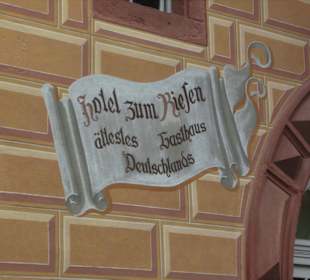 Hotel zum Riesen
ältestes Gasthaus
Deutschlands